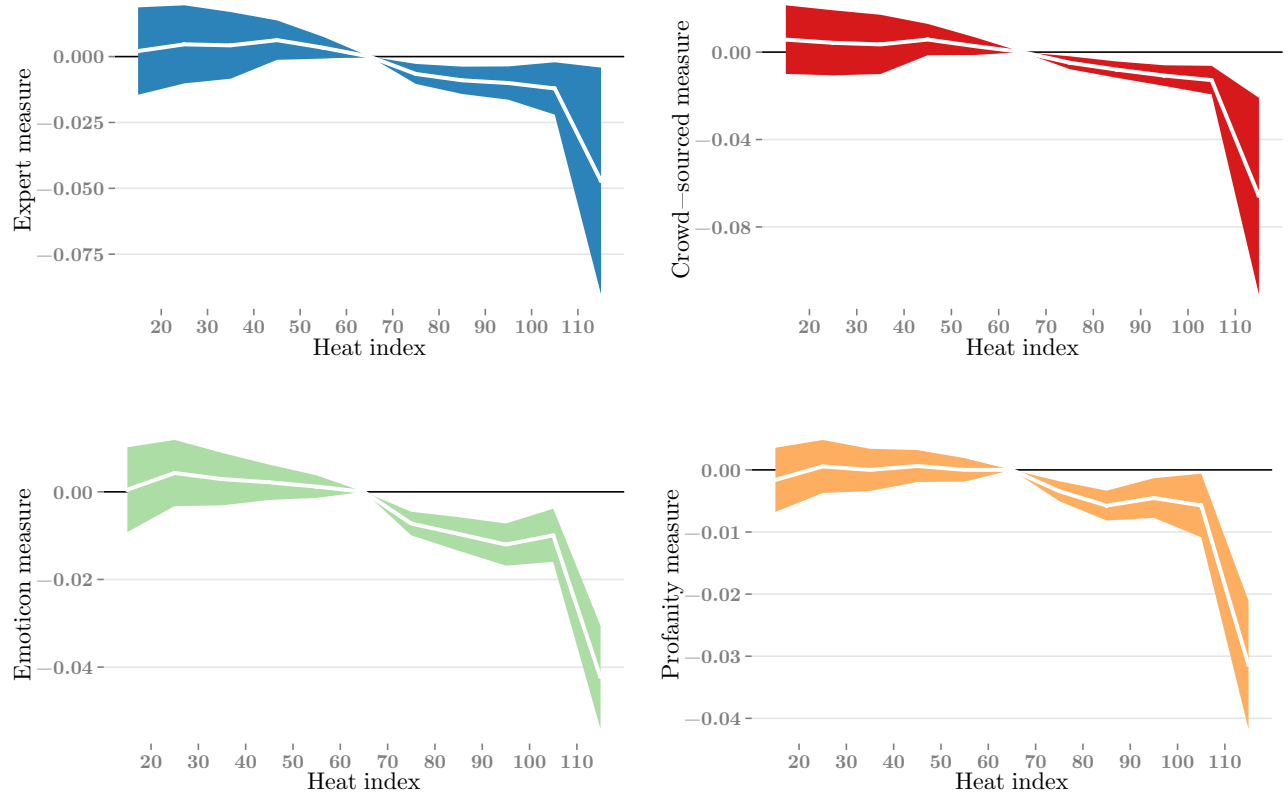 Expert measure
0.000
−0.025
−0.050
−0.075
20 30 40 50 60 70 80 90 100 110
Heat index
Crowd−sourced measure
0.00
−0.04
−0.08
20 30 40 50 60 70 80 90 100 110
Heat index
Emoticon measure
0.00
−0.02
−0.04
20 30 40 50 60 70 80 90 100 110
Heat index
Profanity measure
0.00
−0.01
−0.02
−0.03
−0.04
20 30 40 50 60 70 80 90 100 110
Heat index